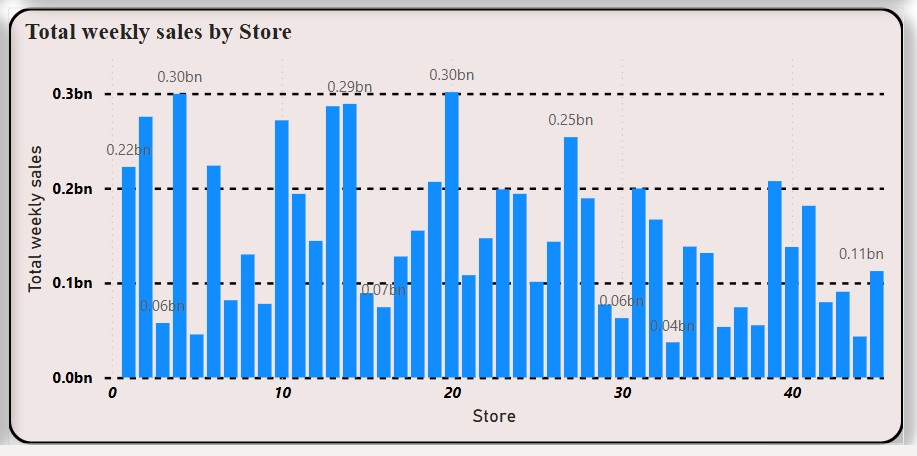 Total weekly sales by Store
Total weekly sales
0.3bn
0.2bn
0.1bn
0.0bn
0.22bn
0.06bn
0.30bn
0.29bn
0.07bn
0.30bn
0.25bn
0.06bn
0.04bn
0.11bn
0 10 20 30 40
Store